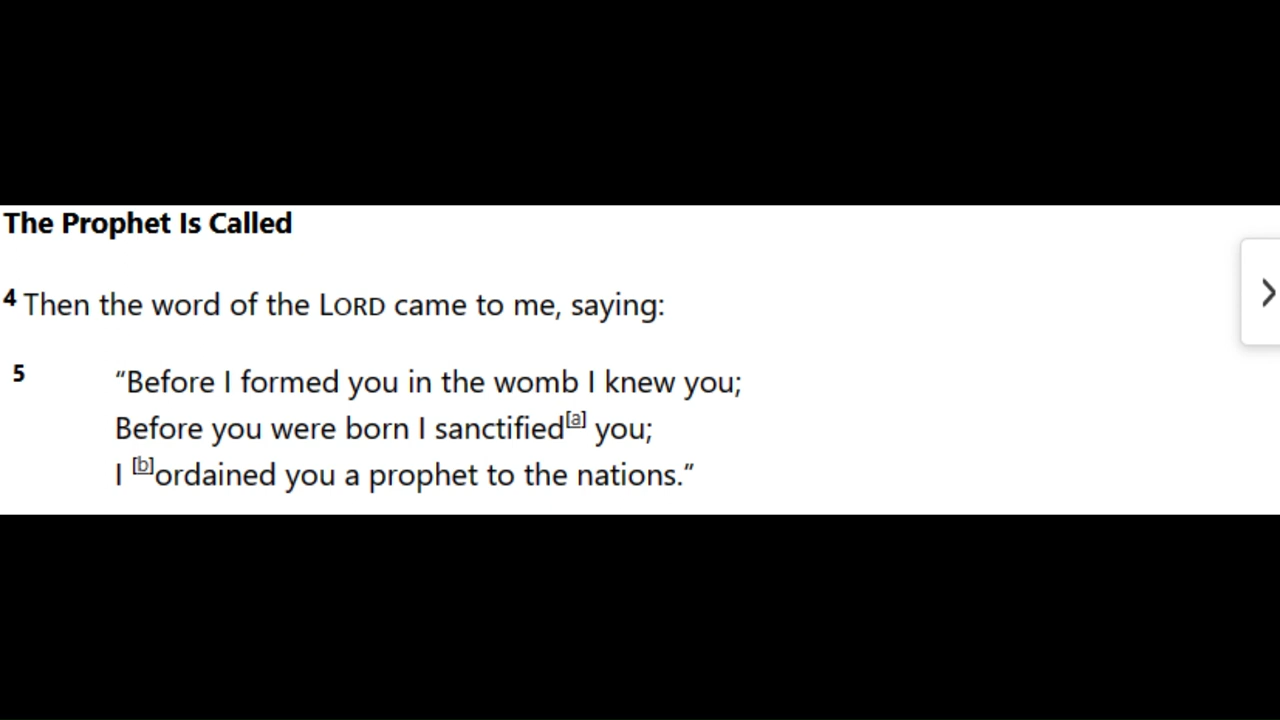 The Prophet Is Called
4 Then the word of the LORD came to me, saying:
5 “Before I formed you in the womb I knew you;
Before you were born I sanctified[a] you;
I [b]ordained you a prophet to the nations.”